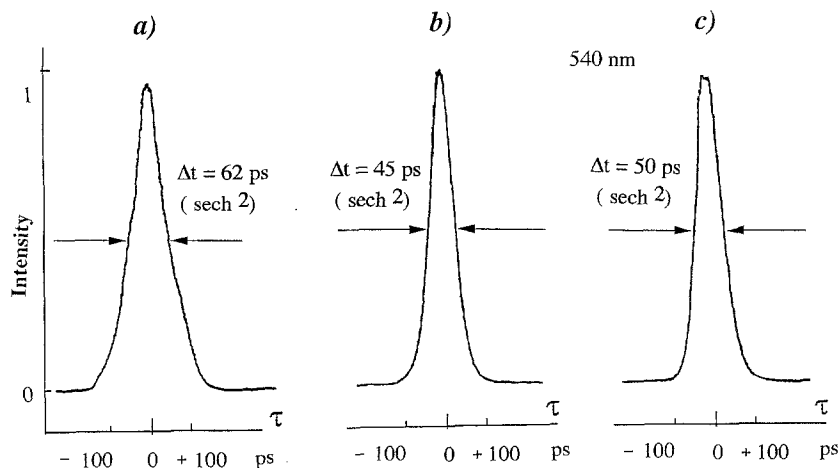 a)
b)
c)
540 nm
1
Δt = 62 ps
( sech 2)
Δt = 45 ps
( sech 2)
Δt = 50 ps
( sech 2)
Intensity
0
τ
τ
τ
- 100 0 + 100 ps
- 100 0 + 100 ps
- 100 0 + 100 ps